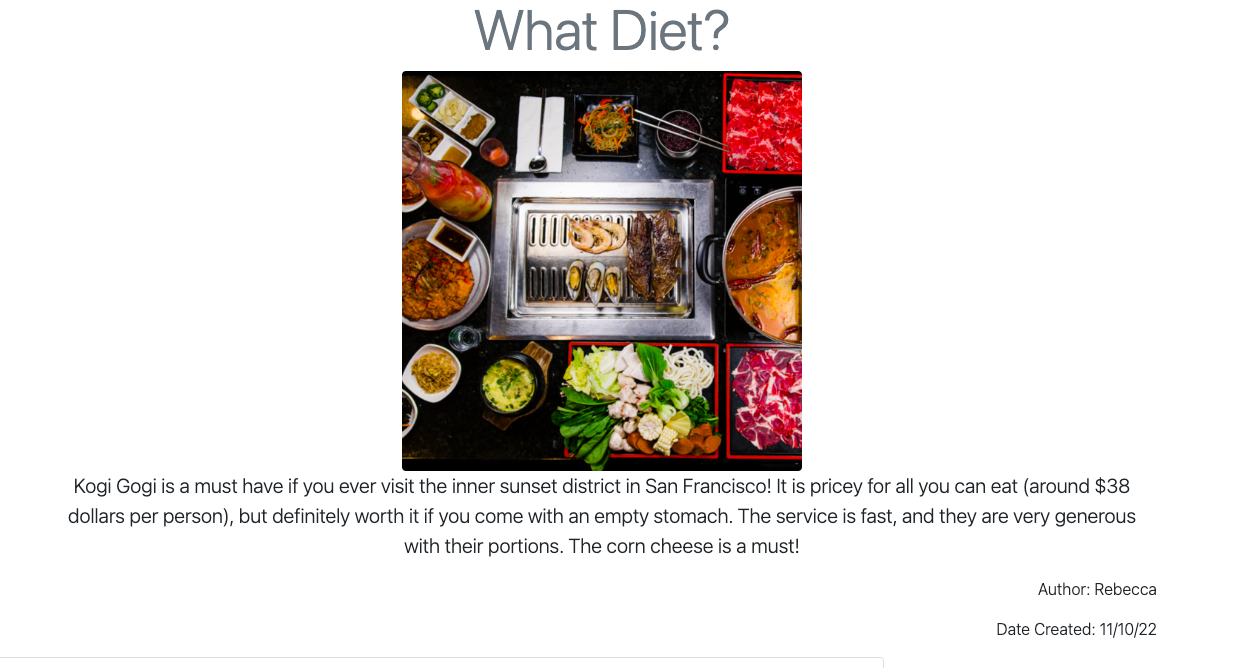 What Diet?
Kogi Gogi is a must have if you ever visit the inner sunset district in San Francisco! It is pricey for all you can eat (around $38
dollars per person), but definitely worth it if you come with an empty stomach. The service is fast, and they are very generous
with their portions. The corn cheese is a must!
Author: Rebecca
Date Created: 11/10/22